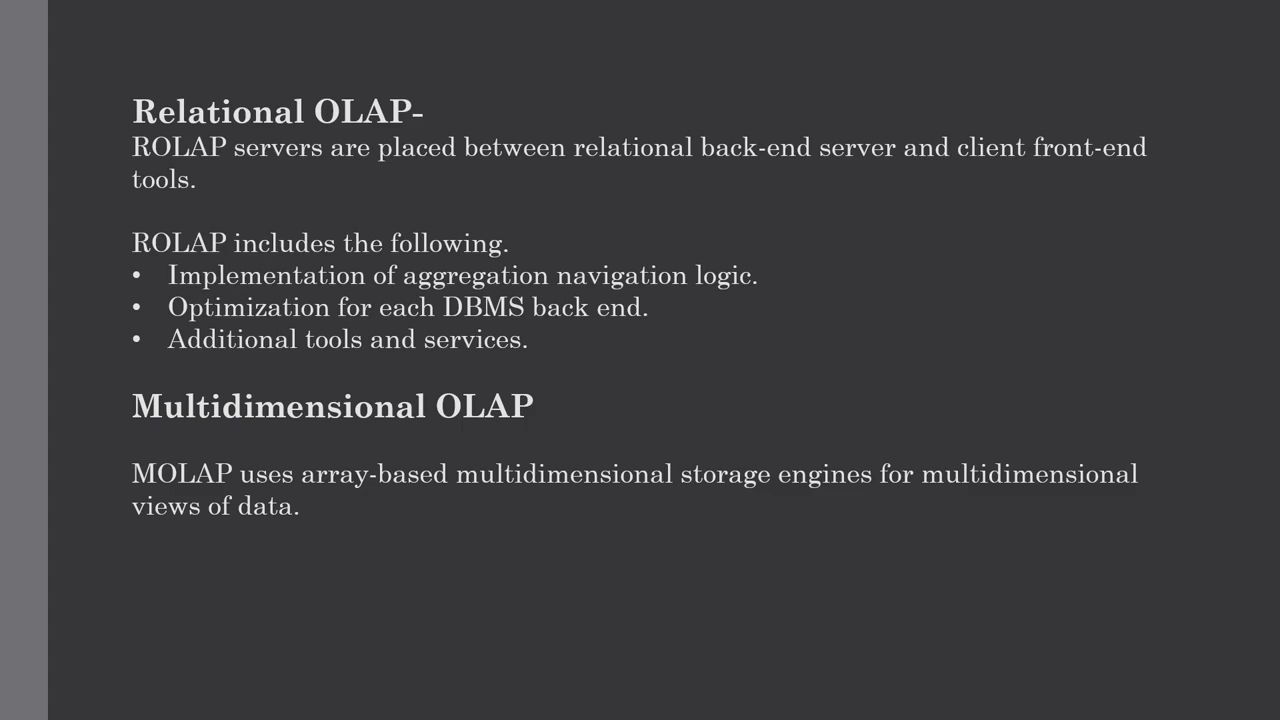 Relational OLAP-
ROLAP servers are placed between relational back-end server and client front-end
tools.
ROLAP includes the following.
• Implementation of aggregation navigation logic.
• Optimization for each DBMS back end.
• Additional tools and services.
Multidimensional OLAP
MOLAP uses array-based multidimensional storage engines for multidimensional
views of data.